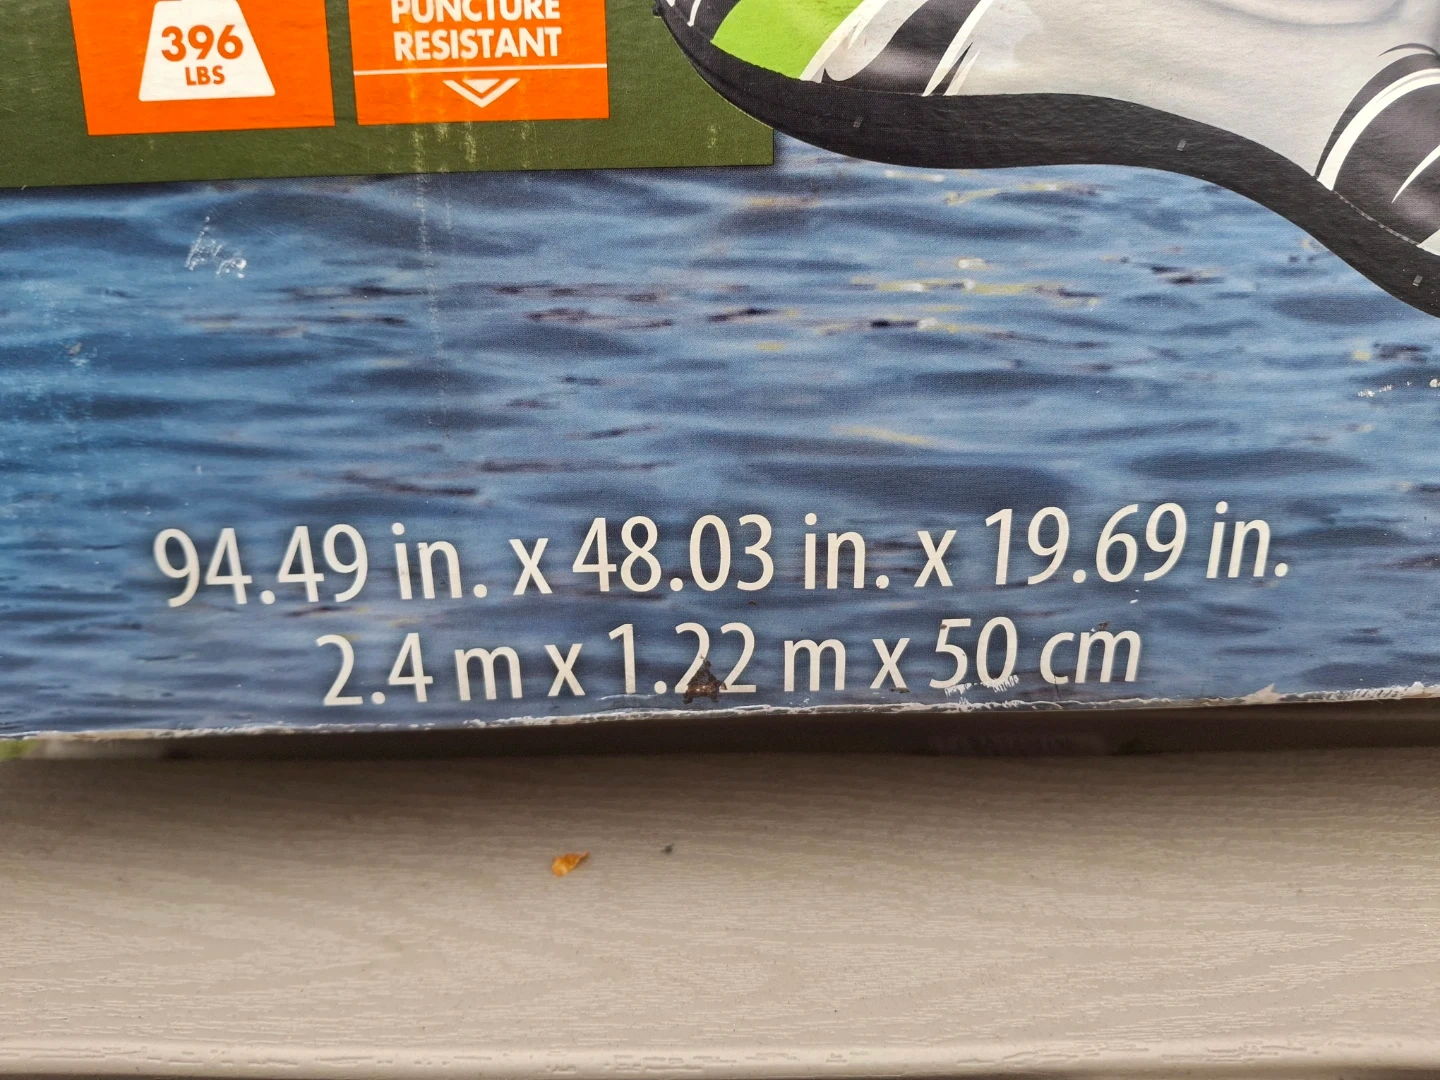 396
LBS
PUNCTURE
RESISTANT
94.49 in. x 48.03 in. x 19.69 in.
2.4 m x 1.22 m x 50 cm